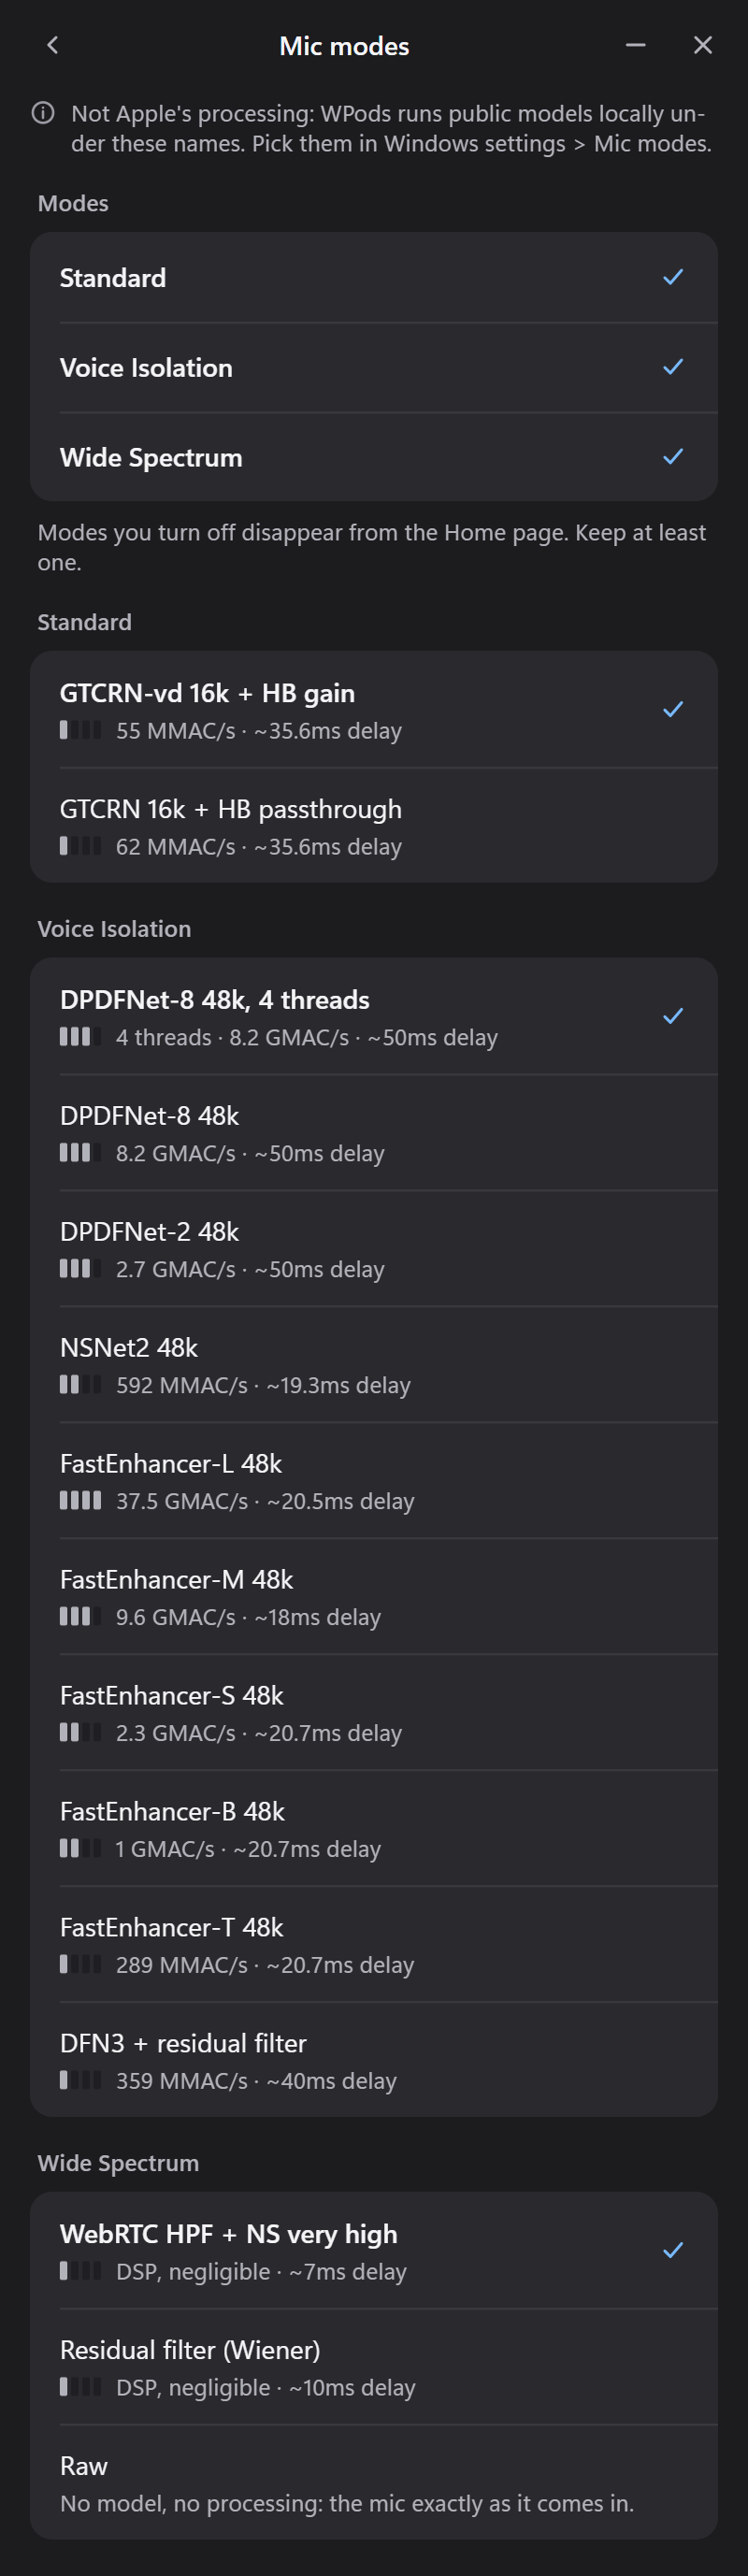 Mic modes
Not Apple's processing: WPods runs public models locally un-
der these names. Pick them in Windows settings > Mic modes.
Modes
Standard
Voice Isolation
Wide Spectrum
Modes you turn off disappear from the Home page. Keep at least
one.
Standard
GTCRN-vd 16k + HB gain
55 MMAC/s · ~35.6ms delay
GTCRN 16k + HB passthrough
62 MMAC/s · ~35.6ms delay
Voice Isolation
DPDFNet-8 48k, 4 threads
4 threads · 8.2 GMAC/s · ~50ms delay
DPDFNet-8 48k
8.2 GMAC/s · ~50ms delay
DPDFNet-2 48k
2.7 GMAC/s · ~50ms delay
NSNet2 48k
592 MMAC/s · ~19.3ms delay
FastEnhancer-L 48k
37.5 GMAC/s · ~20.5ms delay
FastEnhancer-M 48k
9.6 GMAC/s · ~18ms delay
FastEnhancer-S 48k
2.3 GMAC/s · ~20.7ms delay
FastEnhancer-B 48k
1 GMAC/s · ~20.7ms delay
FastEnhancer-T 48k
289 MMAC/s · ~20.7ms delay
DFN3 + residual filter
359 MMAC/s · ~40ms delay
Wide Spectrum
WebRTC HPF + NS very high
DSP, negligible · ~7ms delay
Residual filter (Wiener)
DSP, negligible · ~10ms delay
Raw
No model, no processing: the mic exactly as it comes in.